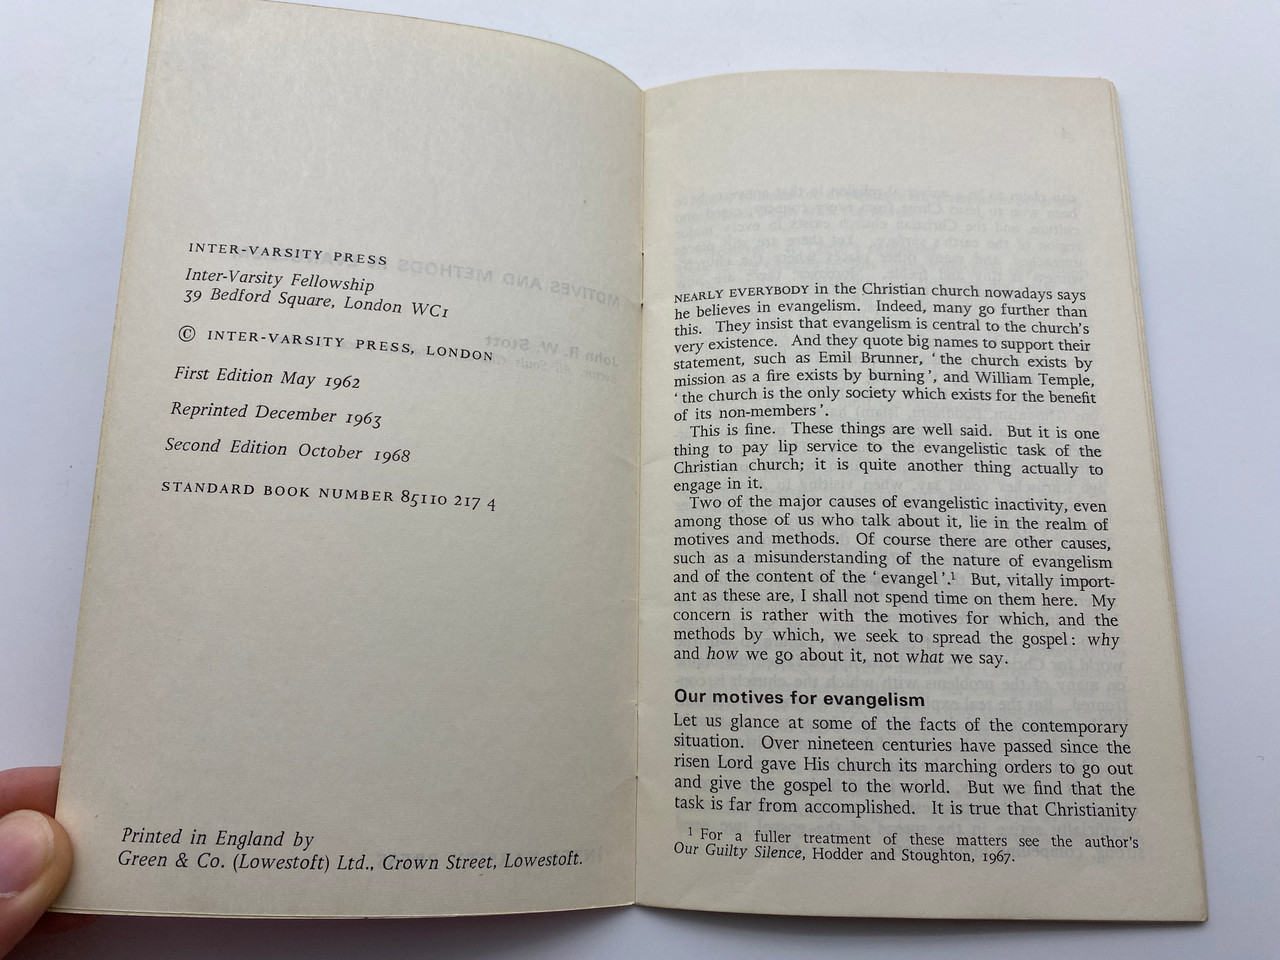 INTER-VARSITY PRESS
Inter-Varsity Fellowship
39 Bedford Square, London WC1
© INTER-VARSITY PRESS, LONDON
First Edition May 1962
Reprinted December 1963
Second Edition October 1968
STANDARD BOOK NUMBER 85110 217 4
Printed in England by
Green & Co. (Lowestoft) Ltd., Crown Street, Lowestoft.
NEARLY EVERYBODY in the Christian church nowadays says
he believes in evangelism. Indeed, many go further than
this. They insist that evangelism is central to the church's
very existence. And they quote big names to support their
statement, such as Emil Brunner, ‘the church exists by
mission as a fire exists by burning’, and William Temple,
‘the church is the only society which exists for the benefit
of its non-members’.
This is fine. These things are well said. But it is one
thing to pay lip service to the evangelistic task of the
Christian church; it is quite another thing actually to
engage in it.
Two of the major causes of evangelistic inactivity, even
among those of us who talk about it, lie in the realm of
motives and methods. Of course there are other causes,
such as a misunderstanding of the nature of evangelism
and of the content of the ‘evangel’.¹ But, vitally import-
ant as these are, I shall not spend time on them here. My
concern is rather with the motives for which, and the
methods by which, we seek to spread the gospel: why
and how we go about it, not what we say.
Our motives for evangelism
Let us glance at some of the facts of the contemporary
situation. Over nineteen centuries have passed since the
risen Lord gave His church its marching orders to go out
and give the gospel to the world. But we find that the
task is far from accomplished. It is true that Christianity
¹ For a fuller treatment of these matters see the author's
Our Guilty Silence, Hodder and Stoughton, 1967.